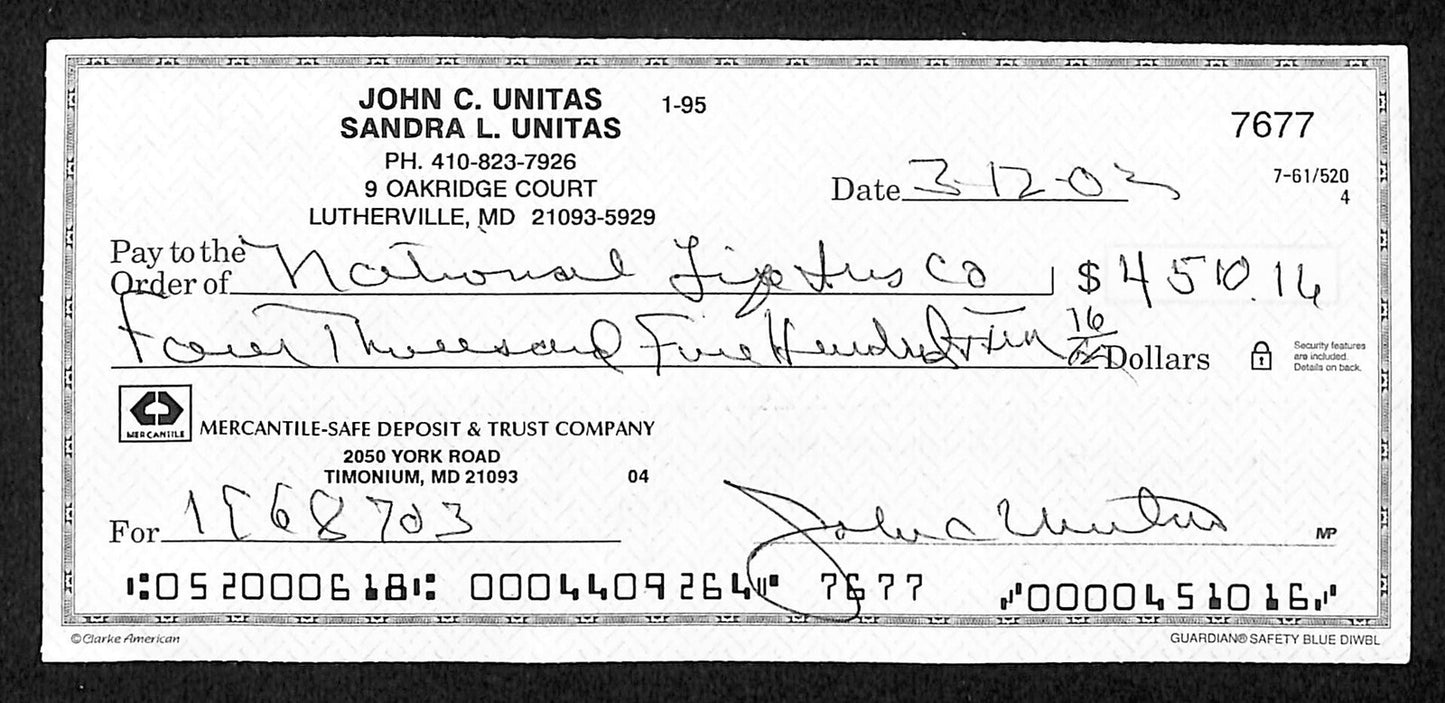 JOHN C. UNITAS 1-95
SANDRA L. UNITAS
7677
PH. 410-823-7926
9 OAKRIDGE COURT
LUTHERVILLE, MD 21093-5929
Date 3-12-02
7-61/520
4
Pay to the
Order of National Life Ins Co $ 4510.16
Four Thousand Five Hundred Ten 16/ Dollars
Security features
are included.
Details on back.
MERCANTILE
MERCANTILE-SAFE DEPOSIT & TRUST COMPANY
2050 YORK ROAD
TIMONIUM, MD 21093 04
For 1968703 John C Unitas MP
⑆052000618⑆ 0004409264⑈ 7677 ⑈0000451016⑈
© Clarke American GUARDIAN® SAFETY BLUE DIWBL